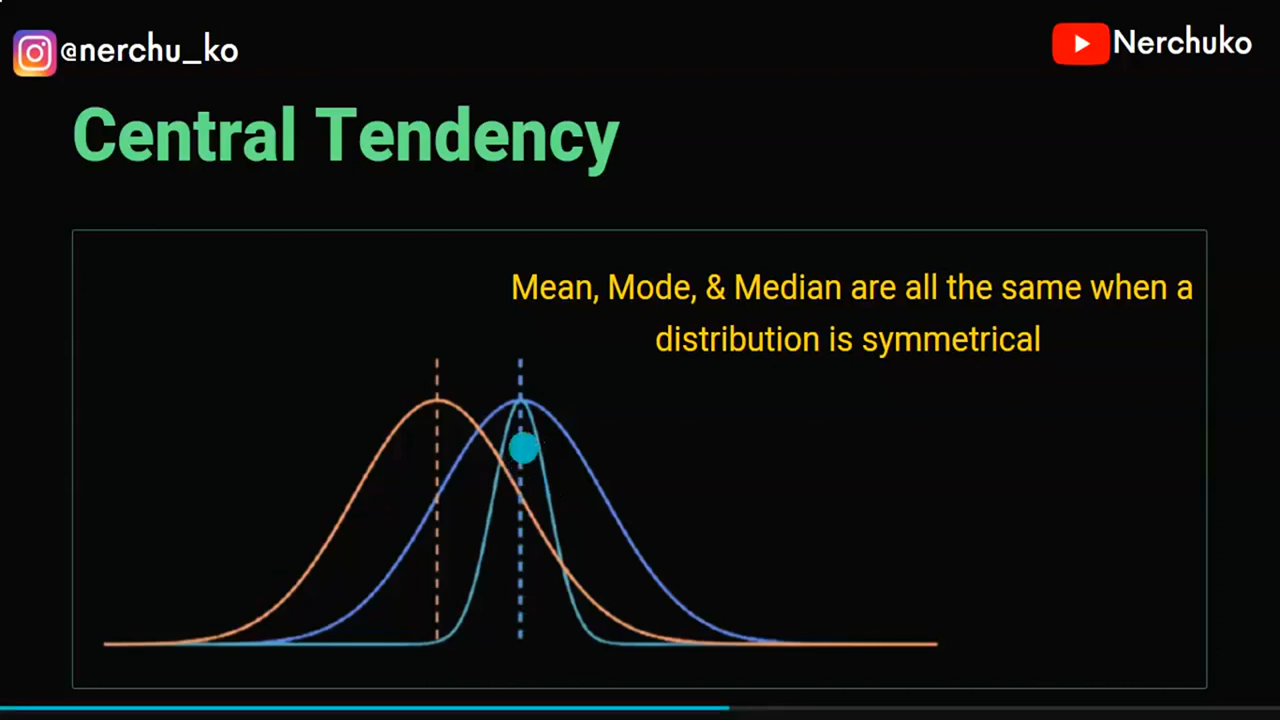 @nerchu_ko
Nerchuko
Central Tendency
Mean, Mode, & Median are all the same when a
distribution is symmetrical